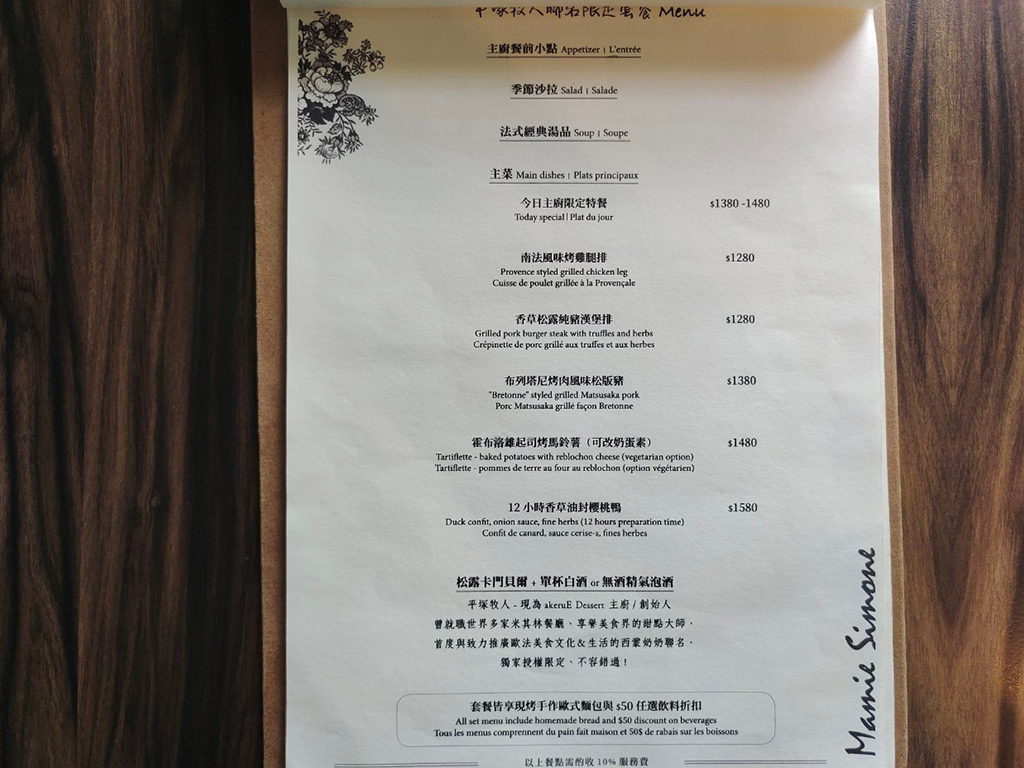 平塚牧人聯名限定套餐 Menu
主廚餐前小點 Appetizer | L'entrée
季節沙拉 Salad | Salade
法式經典湯品 Soup | Soupe
主菜 Main dishes | Plats principaux
今日主廚限定特餐 $1380 -1480
Today special | Plat du jour
南法風味烤雞腿排 $1280
Provence styled grilled chicken leg
Cuisse de poulet grillée à la Provençale
香草松露純豬漢堡排 $1280
Grilled pork burger steak with truffles and herbs
Crépinette de porc grillé aux truffes et aux herbes
布列塔尼烤肉風味松版豬 $1380
"Bretonne" styled grilled Matsusaka pork
Porc Matsusaka grillé façon Bretonne
霍布洛雄起司烤馬鈴薯（可改奶蛋素） $1480
Tartiflette - baked potatoes with reblochon cheese (vegetarian option)
Tartiflette - pommes de terre au four au reblochon (option végétarien)
12 小時香草油封櫻桃鴨 $1580
Duck confit, onion sauce, fine herbs (12 hours preparation time)
Confit de canard, sauce cerise-s, fines herbes
松露卡門貝爾 + 單杯白酒 or 無酒精氣泡酒
平塚牧人 - 現為 akeruE Dessert 主廚 / 創始人
曾就職世界多家米其林餐廳、享譽美食界的甜點大師，
首度與致力推廣歐法美食文化&生活的西蒙奶奶聯名，
獨家授權限定、不容錯過！
套餐皆享現烤手作歐式麵包與 $50 任選飲料折扣
All set menu include homemade bread and $50 discount on beverages
Tous les menus comprennent du pain fait maison et 50$ de rabais sur les boissons
以上餐點需酌收 10% 服務費
Mamie Simone